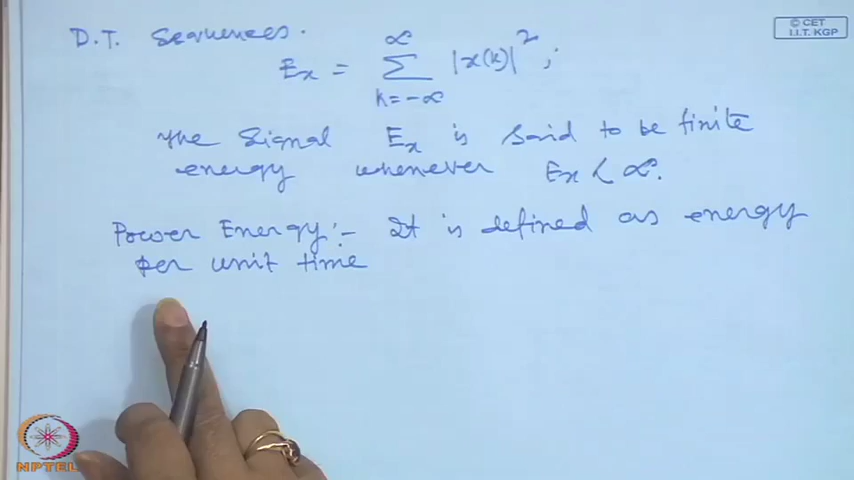 D.T. Sequences.
© CET
I.I.T. KGP
Ex = ∞∑k=-∞ |x(k)|²;
The Signal Ex is said to be finite
energy whenever Ex < ∞.
Power Energy:- It is defined as energy
per unit time
NPTEL